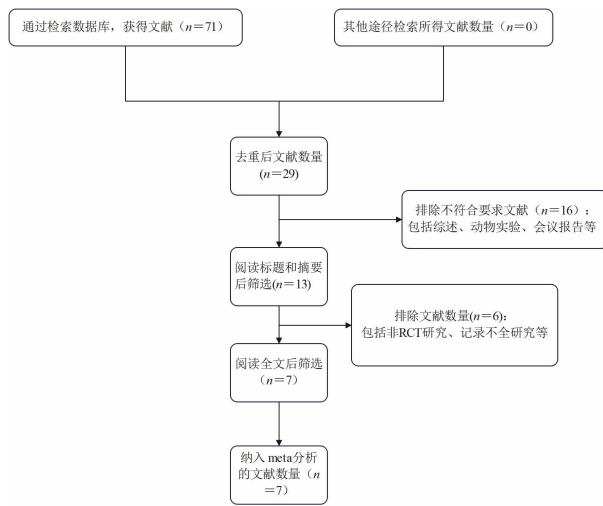 通过检索数据库，获得文献（n＝71）
其他途径检索所得文献数量（n＝0）
去重后文献数量
(n＝29)
排除不符合要求文献（n＝16）：
包括综述、动物实验、会议报告等
阅读标题和摘要
后筛选(n＝13)
排除文献数量(n＝6)：
包括非RCT研究、记录不全研究等
阅读全文后筛选
（n＝7）
纳入 meta分析
的文献数量（n
＝7）